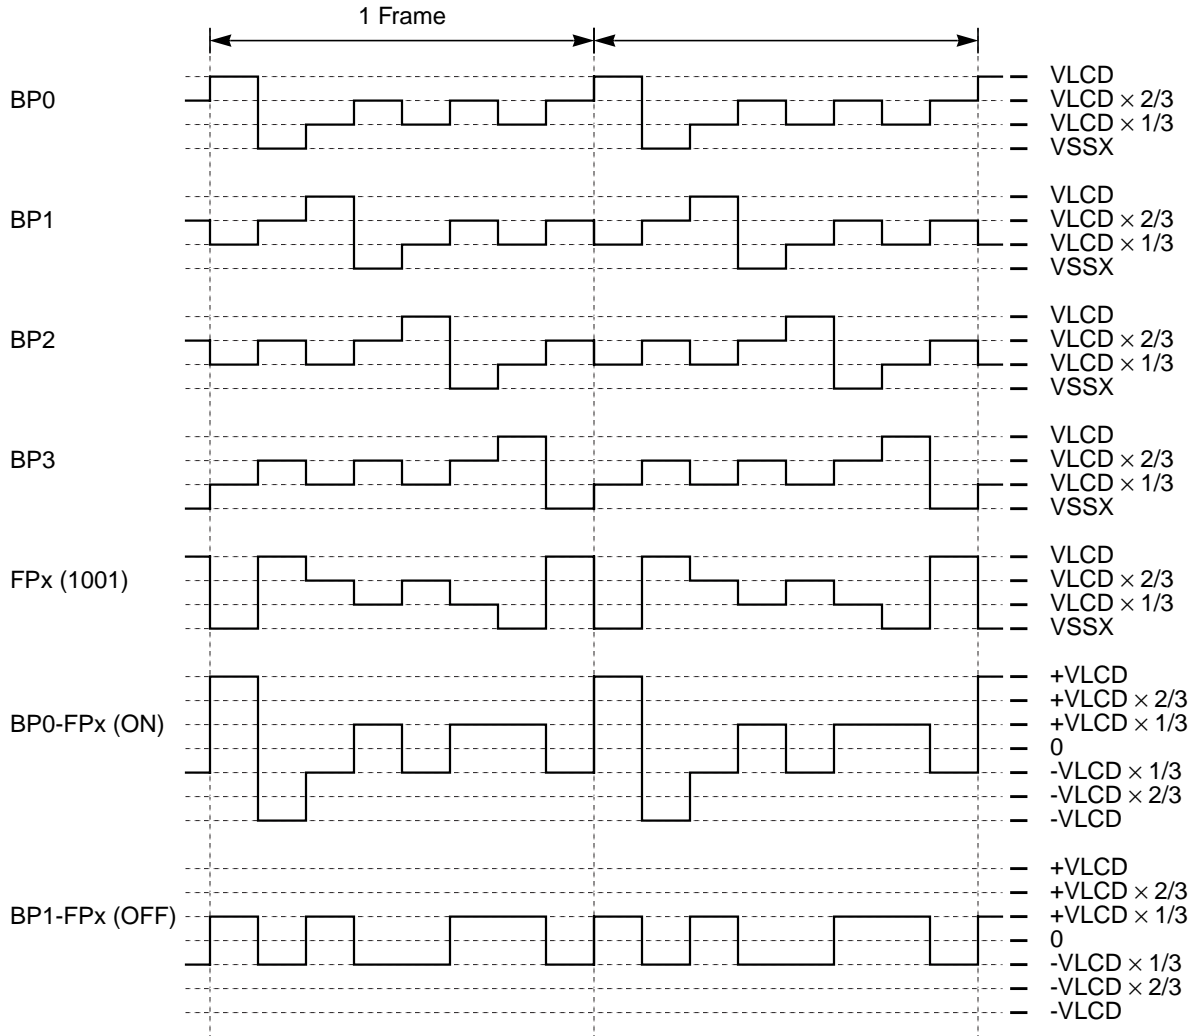 1 Frame
BP0
VLCD
VLCD × 2/3
VLCD × 1/3
VSSX
BP1
VLCD
VLCD × 2/3
VLCD × 1/3
VSSX
BP2
VLCD
VLCD × 2/3
VLCD × 1/3
VSSX
BP3
VLCD
VLCD × 2/3
VLCD × 1/3
VSSX
FPx (1001)
VLCD
VLCD × 2/3
VLCD × 1/3
VSSX
BP0-FPx (ON)
+VLCD
+VLCD × 2/3
+VLCD × 1/3
0
-VLCD × 1/3
-VLCD × 2/3
-VLCD
BP1-FPx (OFF)
+VLCD
+VLCD × 2/3
+VLCD × 1/3
0
-VLCD × 1/3
-VLCD × 2/3
-VLCD